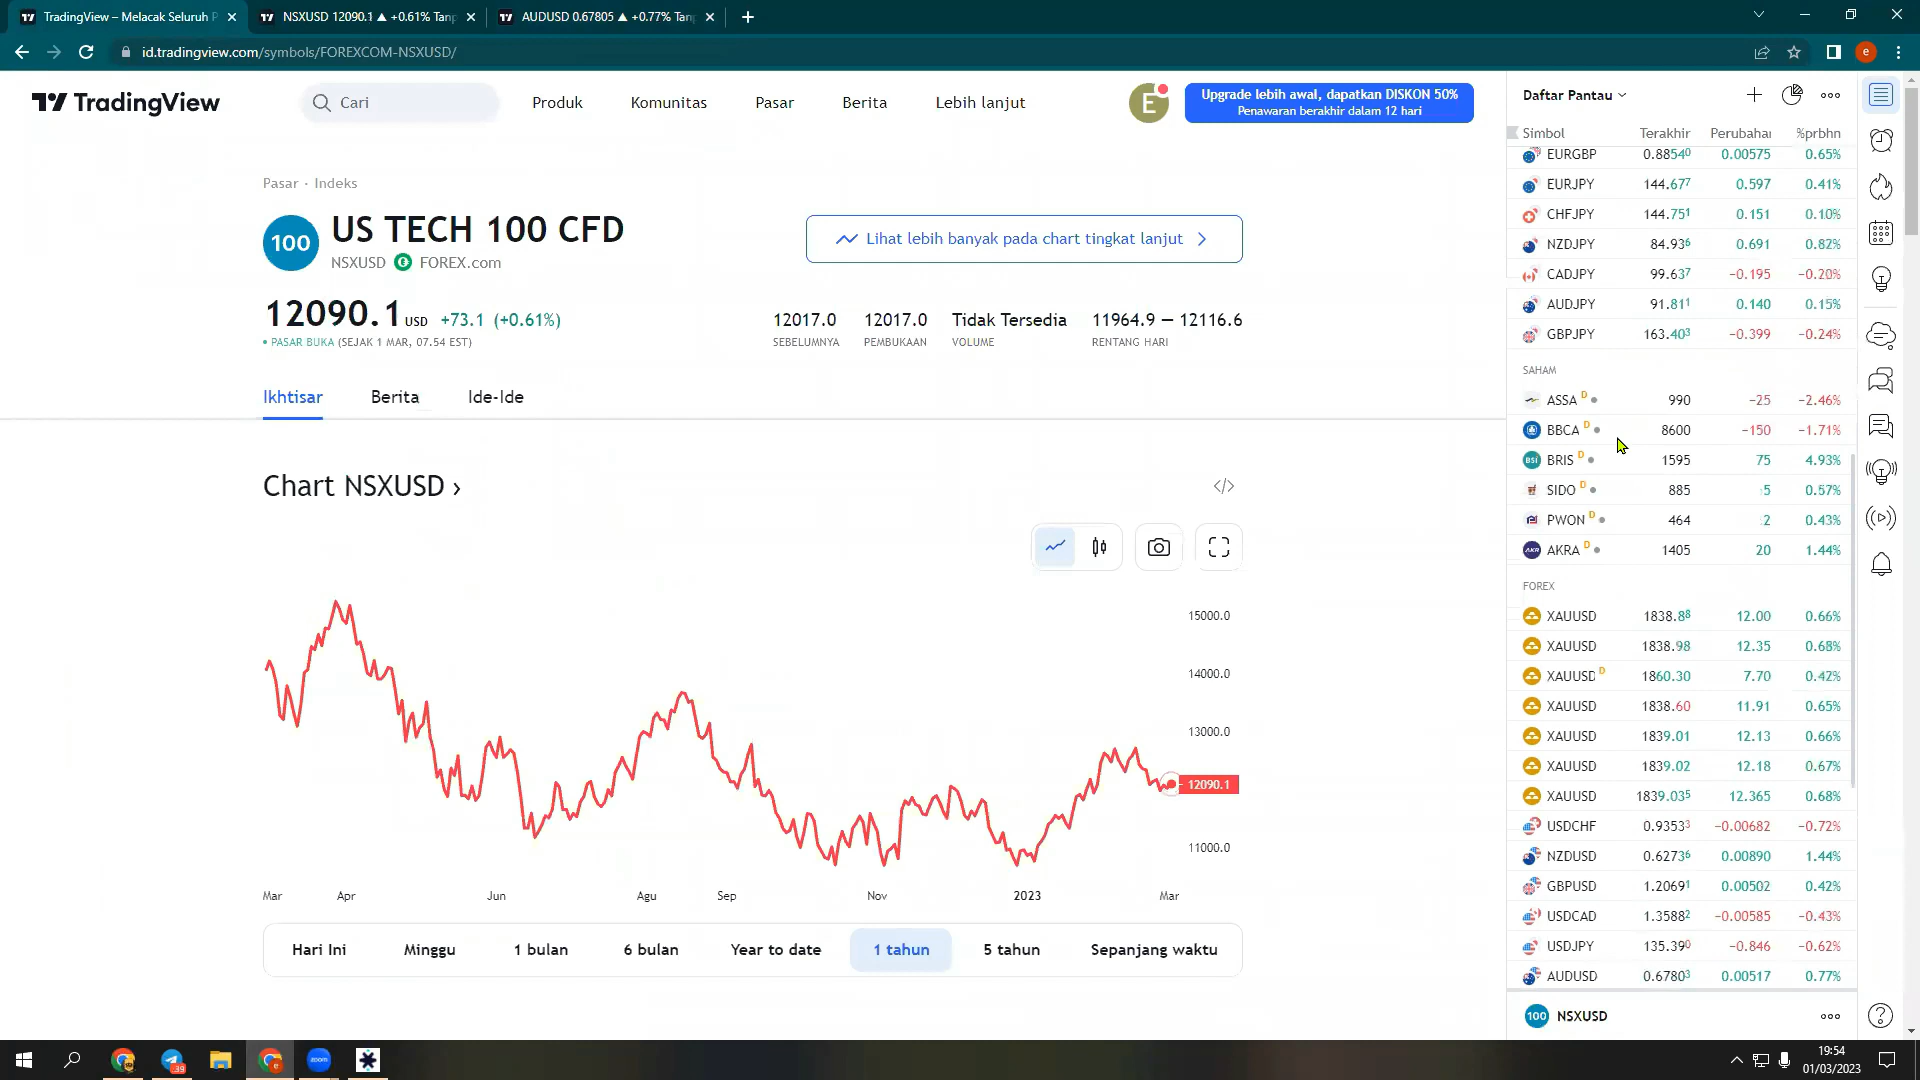 TradingView – Melacak Seluruh P
NSXUSD 12090.1 ▲ +0.61% Tanp
AUDUSD 0.67805 ▲ +0.77% Tan
id.tradingview.com/symbols/FOREXCOM-NSXUSD/
e
TradingView
Cari
Produk
Komunitas
Pasar
Berita
Lebih lanjut
E
Upgrade lebih awal, dapatkan DISKON 50%
Penawaran berakhir dalam 12 hari
Pasar · Indeks
100
US TECH 100 CFD
NSXUSD FOREX.com
Lihat lebih banyak pada chart tingkat lanjut
12090.1 USD +73.1 (+0.61%)
• PASAR BUKA (SEJAK 1 MAR, 07.54 EST)
12017.0
SEBELUMNYA
12017.0
PEMBUKAAN
Tidak Tersedia
VOLUME
11964.9 — 12116.6
RENTANG HARI
Ikhtisar
Berita
Ide-Ide
Chart NSXUSD ›
</>
15000.0
14000.0
13000.0
12090.1
11000.0
Mar Apr Jun Agu Sep Nov 2023 Mar
Hari Ini
Minggu
1 bulan
6 bulan
Year to date
1 tahun
5 tahun
Sepanjang waktu
Daftar Pantau
Simbol Terakhir Perubahan %prbhn
EURGBP 0.88540 0.00575 0.65%
EURJPY 144.677 0.597 0.41%
CHFJPY 144.751 0.151 0.10%
NZDJPY 84.936 0.691 0.82%
CADJPY 99.637 −0.195 −0.20%
AUDJPY 91.811 0.140 0.15%
GBPJPY 163.403 −0.399 −0.24%
SAHAM
ASSA D 990 −25 −2.46%
BBCA D 8600 −150 −1.71%
BSI BRIS D 1595 75 4.93%
SIDO D 885 5 0.57%
PWON D 464 2 0.43%
AKR AKRA D 1405 20 1.44%
FOREX
XAUUSD 1838.88 12.00 0.66%
XAUUSD 1838.98 12.35 0.68%
XAUUSD D 1860.30 7.70 0.42%
XAUUSD 1838.60 11.91 0.65%
XAUUSD 1839.01 12.13 0.66%
XAUUSD 1839.02 12.18 0.67%
XAUUSD 1839.035 12.365 0.68%
USDCHF 0.93533 −0.00682 −0.72%
NZDUSD 0.62736 0.00890 1.44%
GBPUSD 1.20691 0.00502 0.42%
USDCAD 1.35882 −0.00585 −0.43%
USDJPY 135.390 −0.846 −0.62%
AUDUSD 0.67803 0.00517 0.77%
100 NSXUSD
39
zoom
19:54
01/03/2023